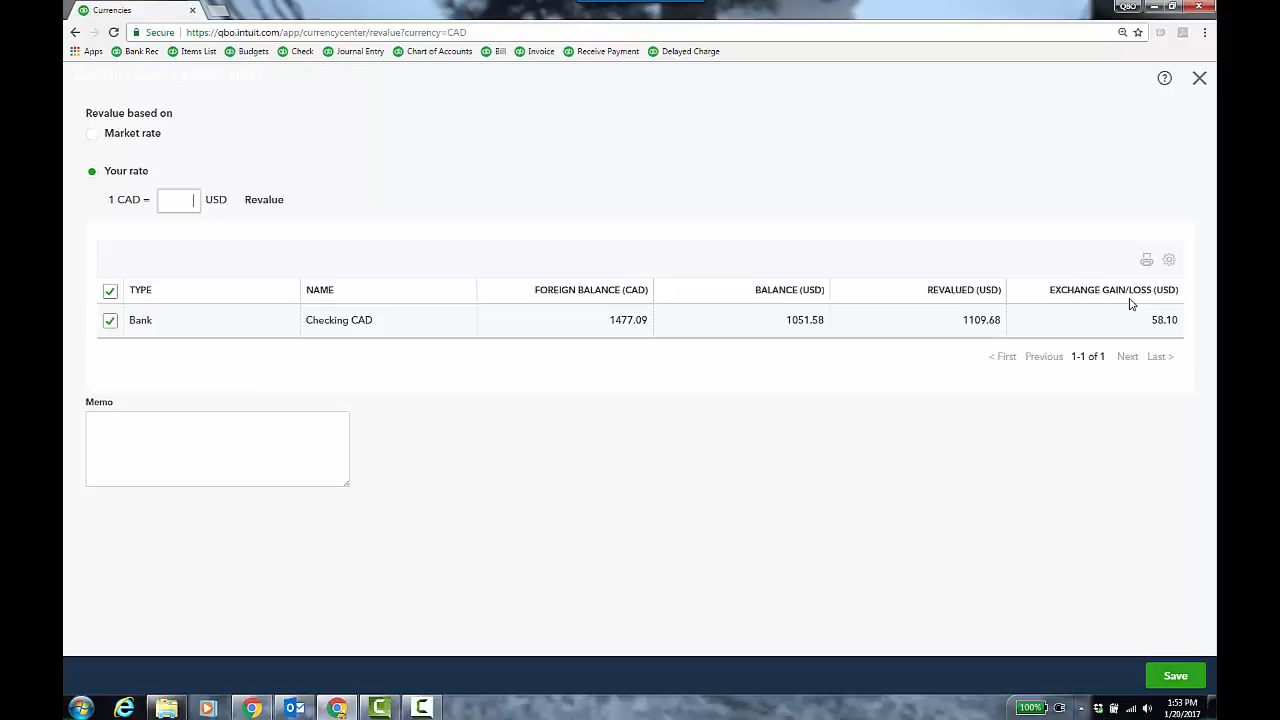 Currencies
QBO
Secure https://qbo.intuit.com/app/currencycenter/revalue?currency=CAD
Apps Bank Rec Items List Budgets Check Journal Entry Chart of Accounts Bill Invoice Receive Payment Delayed Charge
Revalue based on
Market rate
Your rate
1 CAD = USD Revalue
TYPE NAME FOREIGN BALANCE (CAD) BALANCE (USD) REVALUED (USD) EXCHANGE GAIN/LOSS (USD)
Bank Checking CAD 1477.09 1051.58 1109.68 58.10
< First Previous 1-1 of 1 Next Last >
Memo
Save
100%
1:53 PM
1/20/2017